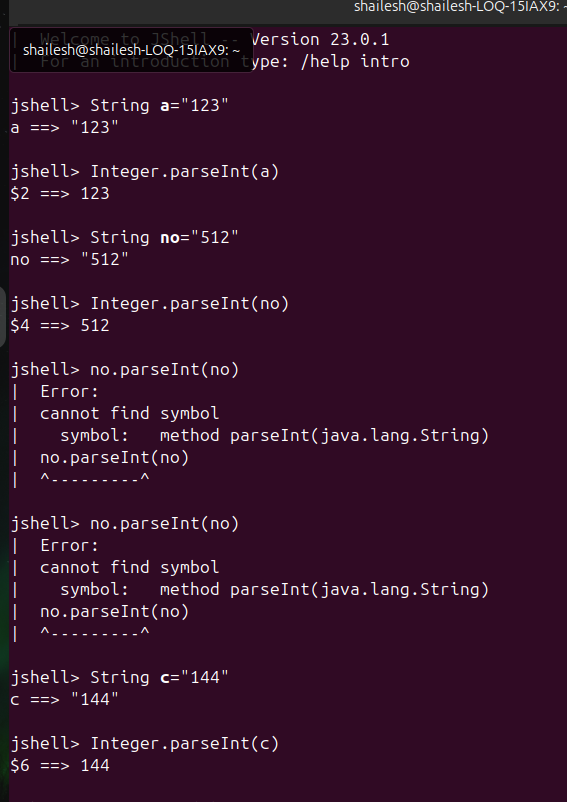 shailesh@shailesh-LOQ-15IAX9: ~
| Welcome to JShell -- Version 23.0.1
shailesh@shailesh-LOQ-15IAX9: ~
| For an introduction type: /help intro
jshell> String a="123"
a ==> "123"
jshell> Integer.parseInt(a)
$2 ==> 123
jshell> String no="512"
no ==> "512"
jshell> Integer.parseInt(no)
$4 ==> 512
jshell> no.parseInt(no)
|  Error:
|  cannot find symbol
|    symbol:   method parseInt(java.lang.String)
|  no.parseInt(no)
|  ^---------^
jshell> no.parseInt(no)
|  Error:
|  cannot find symbol
|    symbol:   method parseInt(java.lang.String)
|  no.parseInt(no)
|  ^---------^
jshell> String c="144"
c ==> "144"
jshell> Integer.parseInt(c)
$6 ==> 144